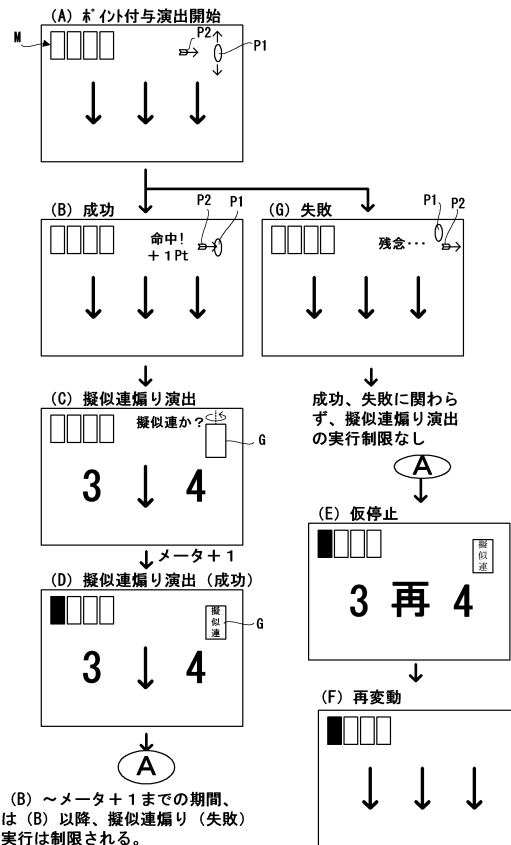 (A) ﾎﾟｲﾝﾄ付与演出開始
M
P2
P1
(B) 成功
P2
P1
命中!
+1Pt
(G) 失敗
P1
P2
残念・・・
(C) 擬似連煽り演出
擬似連か?
G
3
4
成功、失敗に関わら
ず、擬似連煽り演出
の実行制限なし
A
メータ+1
(D) 擬似連煽り演出(成功)
擬
似
連
G
3
4
A
(B) ~メータ+1までの期間、
は(B)以降、擬似連煽り(失敗)
実行は制限される。
(E) 仮停止
擬
似
連
3 再 4
(F) 再変動